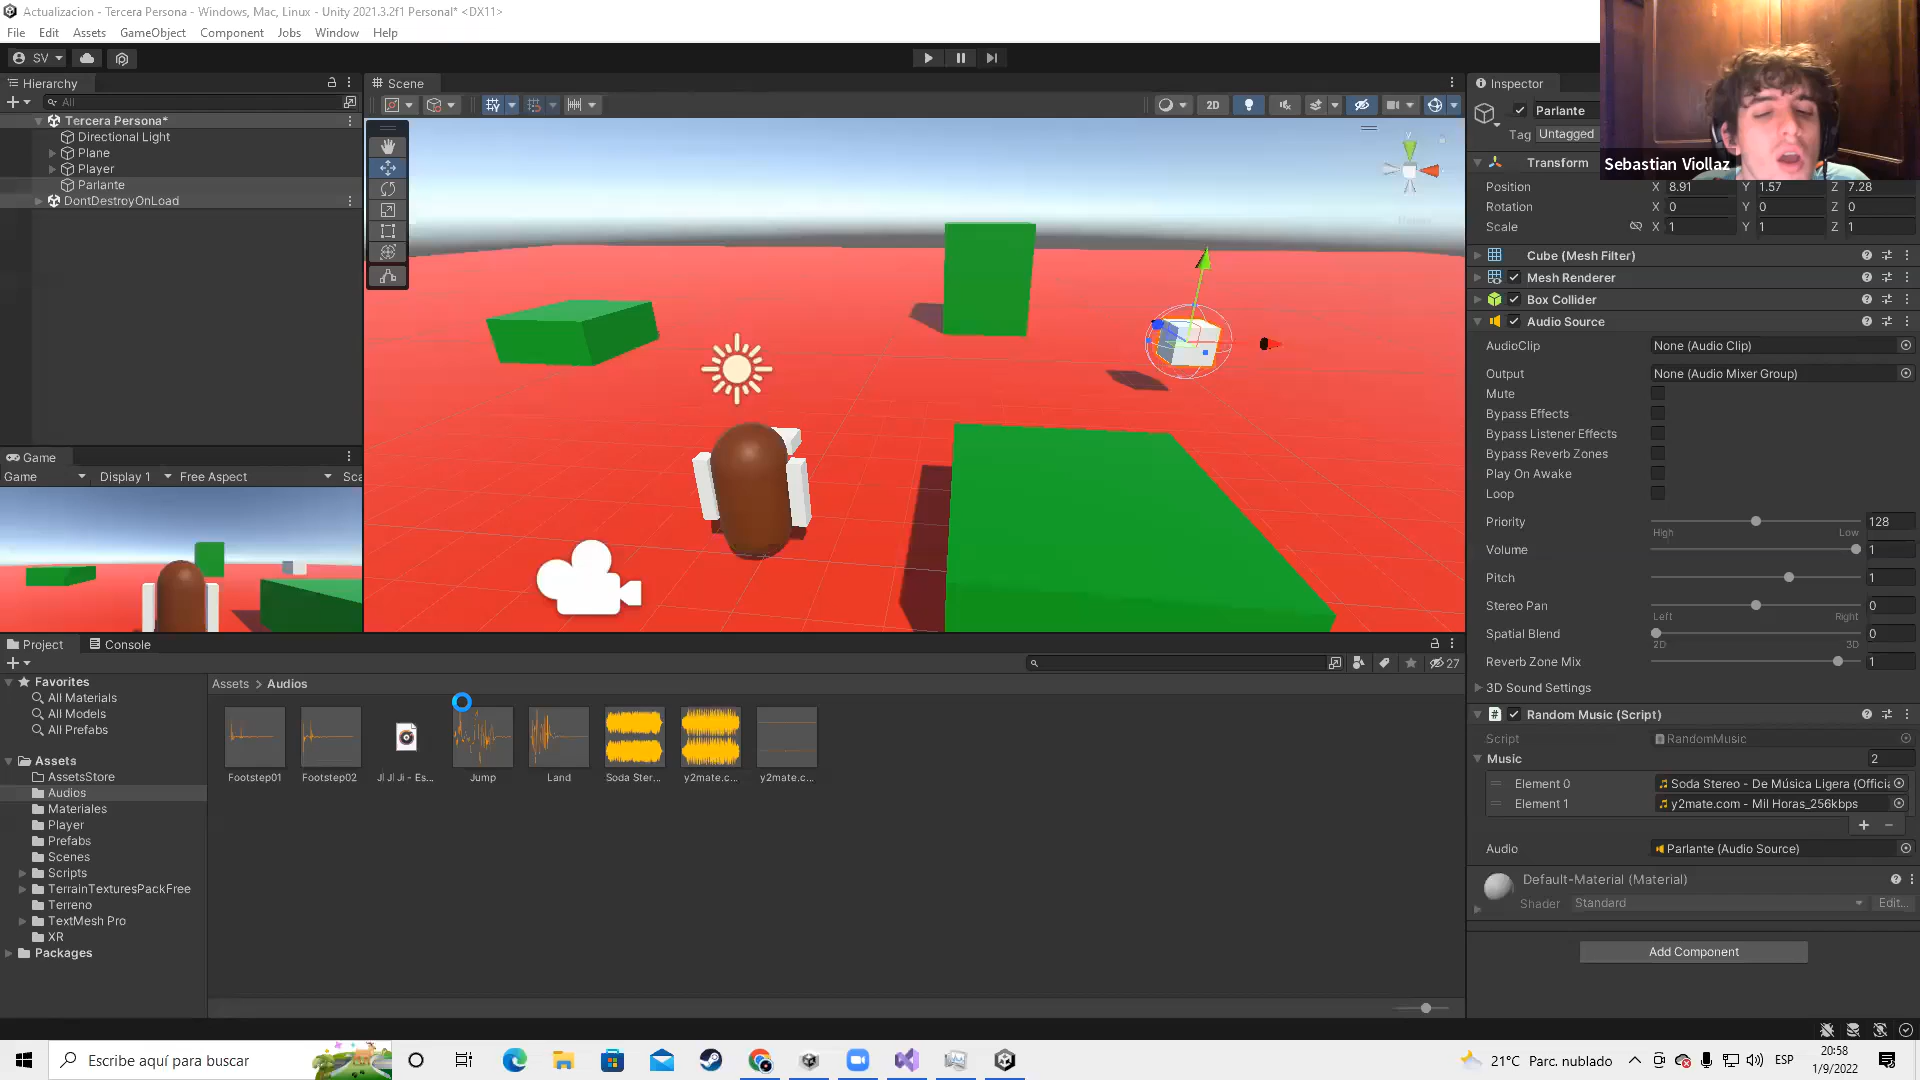 Actualizacion - Tercera Persona - Windows, Mac, Linux - Unity 2021.3.2f1 Personal* <DX11>
File Edit Assets GameObject Component Jobs Window Help
SV
Hierarchy
All
Tercera Persona*
Directional Light
Plane
Player
Parlante
DontDestroyOnLoad
Scene
2D
Game
Game Display 1 Free Aspect Sca
Inspector
Parlante
Tag Untagged
Sebastian Viollaz
Transform
Position X 8.91 Y 1.57 Z 7.28
Rotation X 0 Y 0 Z 0
Scale X 1 Y 1 Z 1
Cube (Mesh Filter)
Mesh Renderer
Box Collider
Audio Source
AudioClip None (Audio Clip)
Output None (Audio Mixer Group)
Mute
Bypass Effects
Bypass Listener Effects
Bypass Reverb Zones
Play On Awake
Loop
Priority 128
High Low
Volume 1
Pitch 1
Stereo Pan 0
Left Right
Spatial Blend 0
2D 3D
Reverb Zone Mix 1
3D Sound Settings
Random Music (Script)
Script RandomMusic
Music 2
Element 0 Soda Stereo - De Música Ligera (Officia
Element 1 y2mate.com - Mil Horas_256kbps
Audio Parlante (Audio Source)
Default-Material (Material)
Shader Standard Edit...
Add Component
Project Console
27
Favorites
All Materials
All Models
All Prefabs
Assets
AssetsStore
Audios
Materiales
Player
Prefabs
Scenes
Scripts
TerrainTexturesPackFree
Terreno
TextMesh Pro
XR
Packages
Assets > Audios
Footstep01 Footstep02 JI JI JI - Es... Jump Land Soda Ster... y2mate.c... y2mate.c...
Escribe aquí para buscar
21°C Parc. nublado
ESP
20:58
1/9/2022